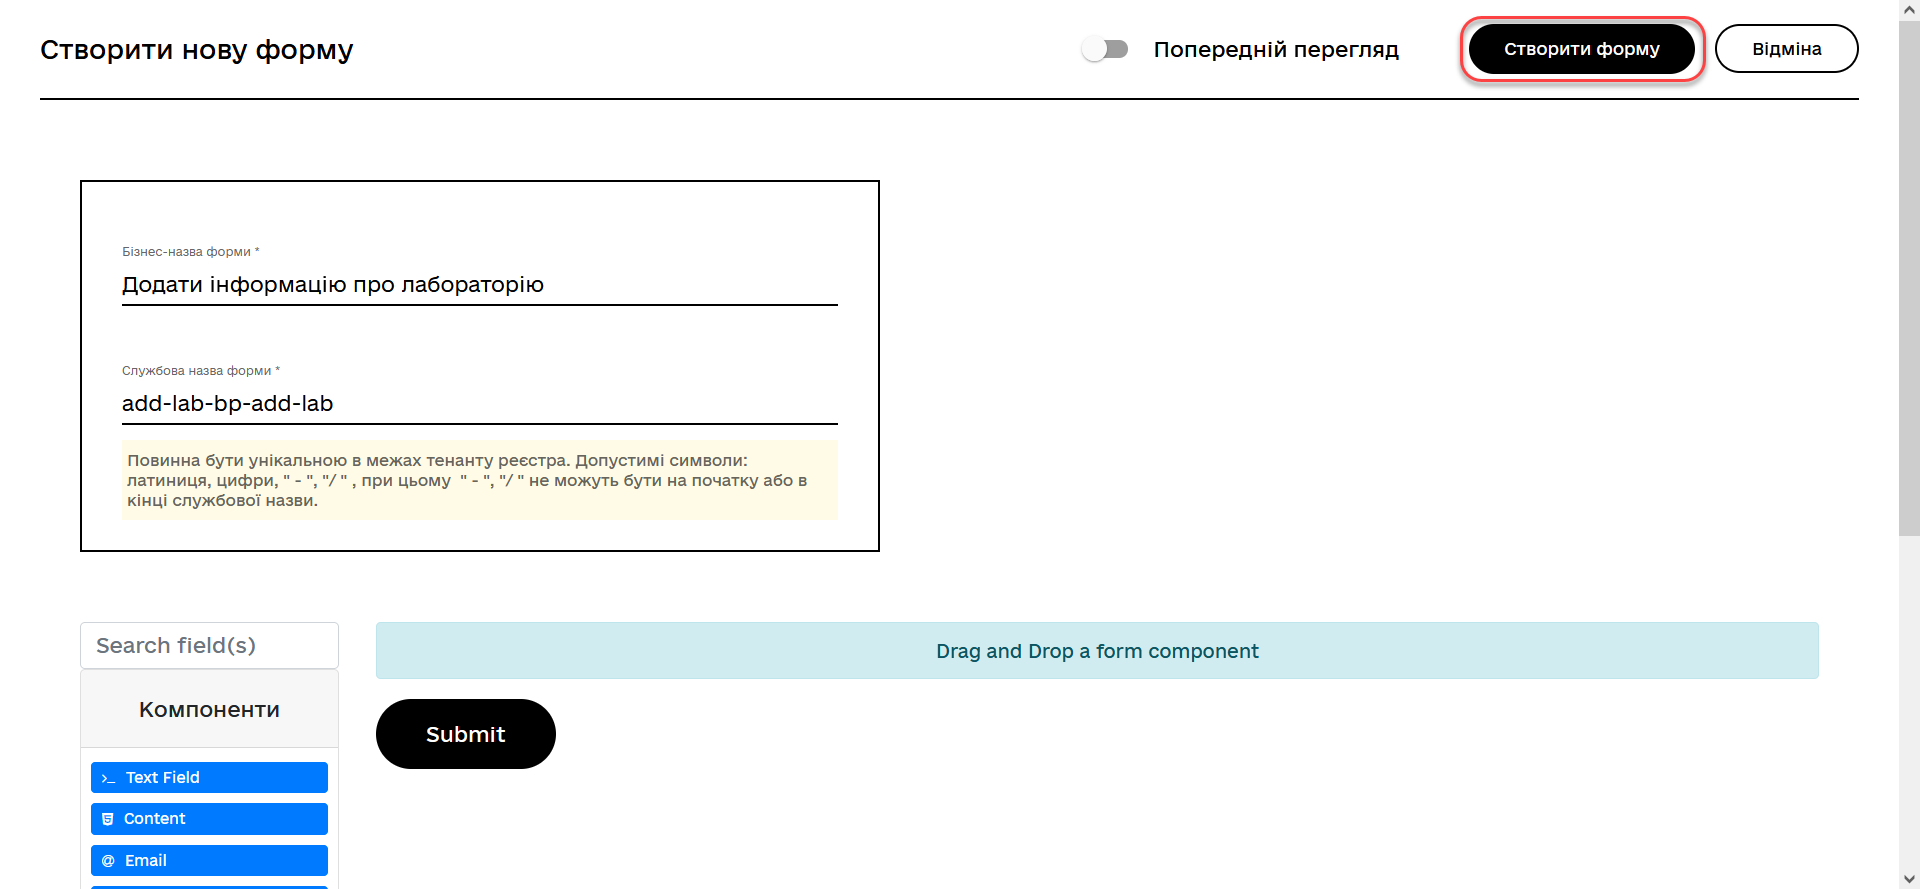 Створити нову форму
Попередній перегляд
Створити форму
Відміна
Бізнес-назва форми *
Додати інформацію про лабораторію
Службова назва форми *
add-lab-bp-add-lab
Повинна бути унікальною в межах тенанту реєстра. Допустимі символи:
латиниця, цифри, " - ", "/ " , при цьому " - ", "/ " не можуть бути на початку або в
кінці службової назви.
Search field(s)
Drag and Drop a form component
Компоненти
Submit
Text Field
Content
Email